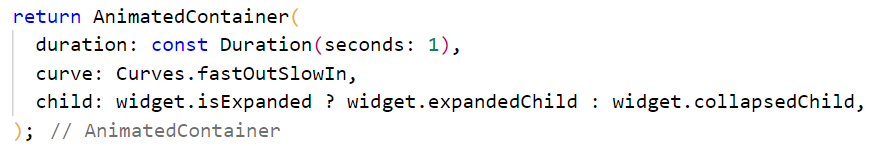 return AnimatedContainer(
  duration: const Duration(seconds: 1),
  curve: Curves.fastOutSlowIn,
  child: widget.isExpanded ? widget.expandedChild : widget.collapsedChild,
); // AnimatedContainer